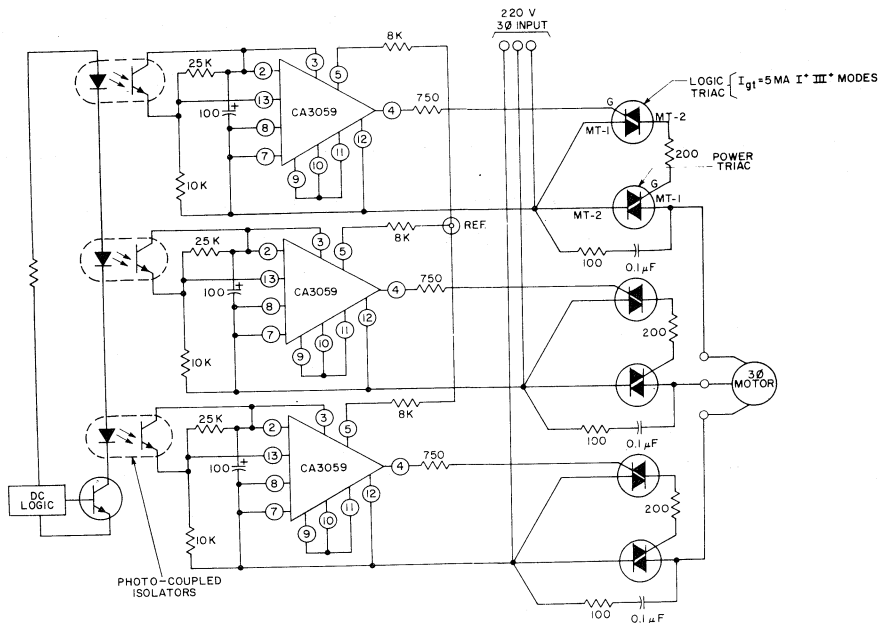 220 V
3Ø INPUT
8K
25K
2
3
5
13
100
+
8
CA3059
4
750
12
7
11
10
9
10K
G
LOGIC
TRIAC
I gt = 5 MA I+ III+ MODES
MT-2
MT-1
200
POWER
TRIAC
G
MT-1
MT-2
100
0.1 µF
REF.
8K
25K
2
3
5
13
100
+
8
CA3059
4
750
12
7
11
10
9
10K
200
100
0.1 µF
3Ø
MOTOR
8K
25K
2
3
5
13
100
+
8
CA3059
4
750
12
7
11
10
9
10K
200
100
0.1 µF
DC
LOGIC
PHOTO-COUPLED
ISOLATORS